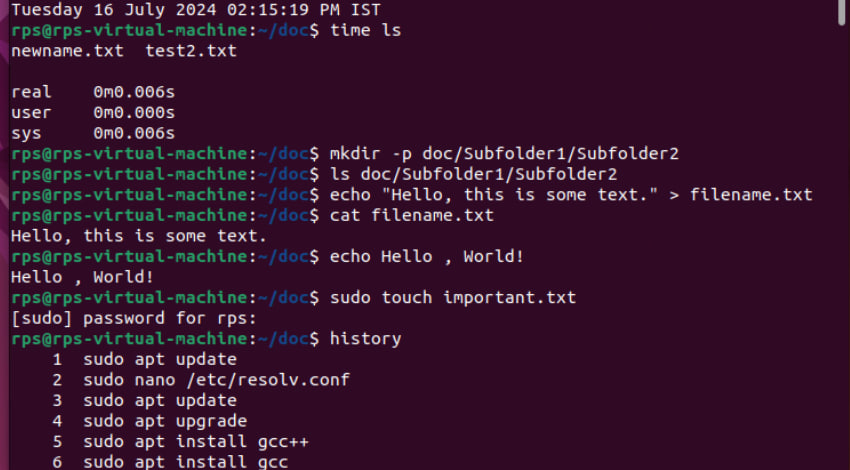 Tuesday 16 July 2024 02:15:19 PM IST
rps@rps-virtual-machine:~/doc$ time ls
newname.txt  test2.txt

real    0m0.006s
user    0m0.000s
sys     0m0.006s
rps@rps-virtual-machine:~/doc$ mkdir -p doc/Subfolder1/Subfolder2
rps@rps-virtual-machine:~/doc$ ls doc/Subfolder1/Subfolder2
rps@rps-virtual-machine:~/doc$ echo "Hello, this is some text." > filename.txt
rps@rps-virtual-machine:~/doc$ cat filename.txt
Hello, this is some text.
rps@rps-virtual-machine:~/doc$ echo Hello , World!
Hello , World!
rps@rps-virtual-machine:~/doc$ sudo touch important.txt
[sudo] password for rps:
rps@rps-virtual-machine:~/doc$ history
    1  sudo apt update
    2  sudo nano /etc/resolv.conf
    3  sudo apt update
    4  sudo apt upgrade
    5  sudo apt install gcc++
    6  sudo apt install gcc